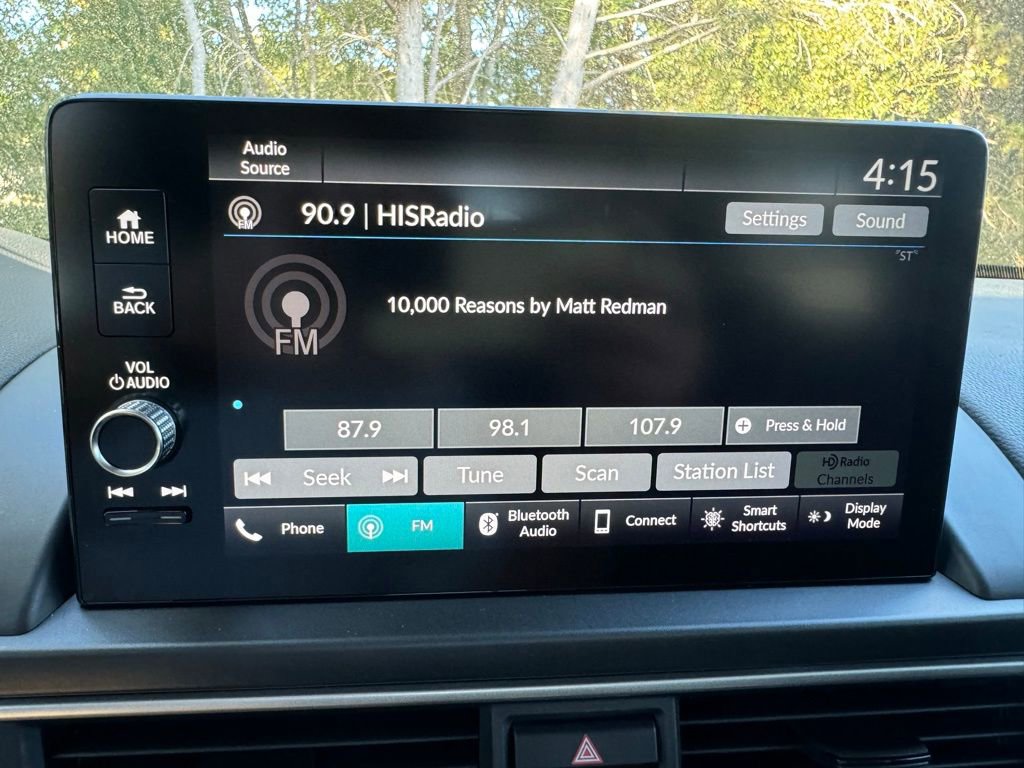 Audio
Source
4:15
FM
90.9 | HISRadio
Settings
Sound
HOME
"ST"
BACK
FM
10,000 Reasons by Matt Redman
VOL
AUDIO
87.9
98.1
107.9
Press & Hold
Seek
Tune
Scan
Station List
HD Radio
Channels
Phone
FM
Bluetooth
Audio
Connect
Smart
Shortcuts
Display
Mode